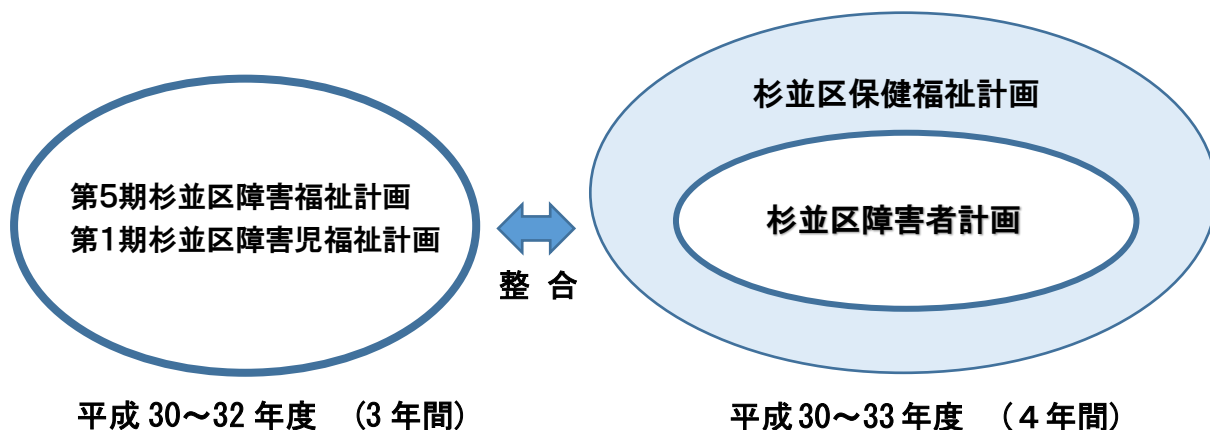 第5期杉並区障害福祉計画
第1期杉並区障害児福祉計画
整 合
杉並区保健福祉計画
杉並区障害者計画
平成 30～32 年度 (3 年間)
平成 30～33 年度 (４年間)